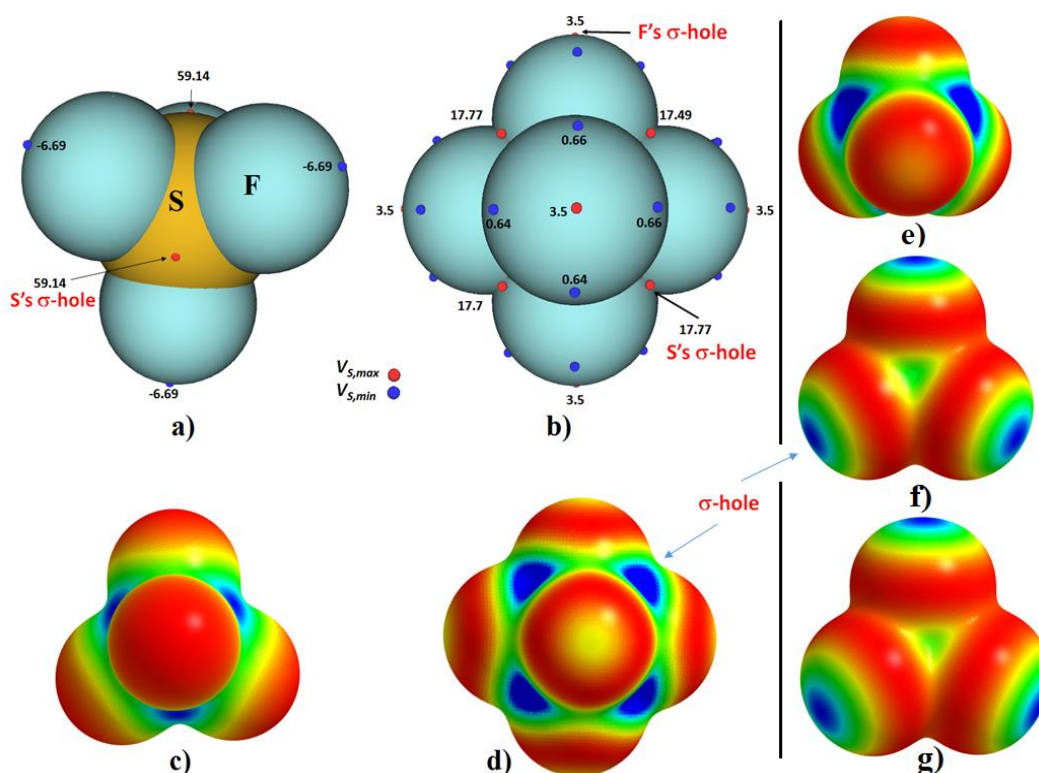 59.14
-6.69
-6.69
S
F
59.14
S's σ-hole
-6.69
a)
3.5
F's σ-hole
17.77
17.49
0.66
3.5
3.5
3.5
0.64
0.66
0.64
17.7
17.77
S's σ-hole
3.5
b)
V_S,max
V_S,min
e)
σ-hole
f)
c)
d)
g)